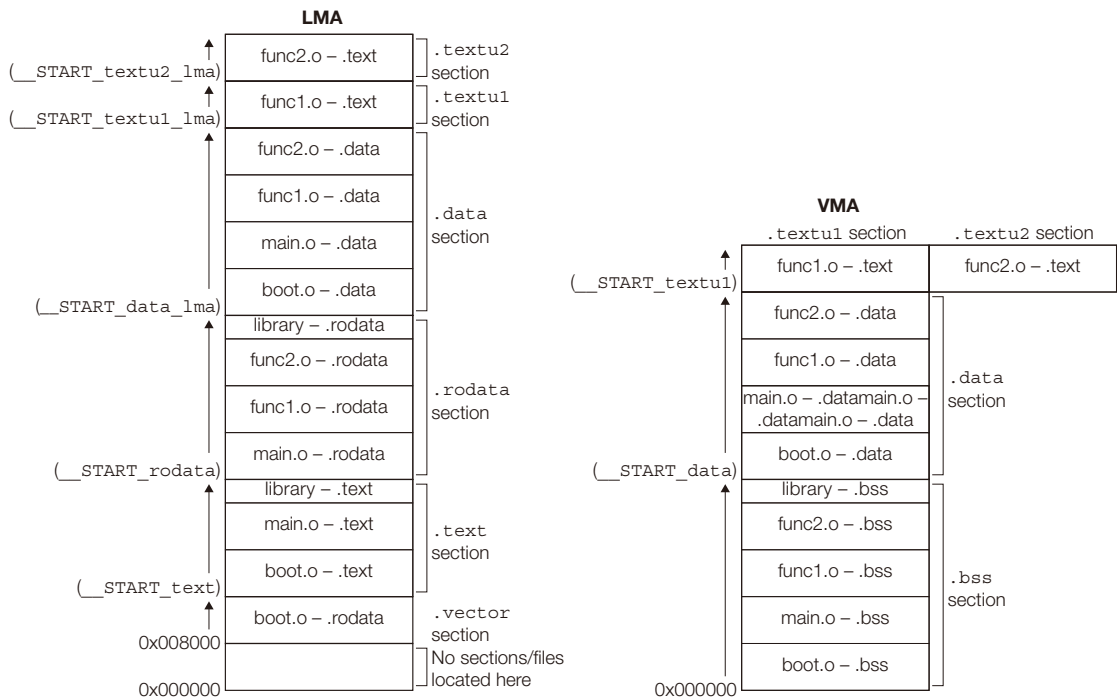 LMA
func2.o – .text
.textu2
section
(__START_textu2_lma)
func1.o – .text
.textu1
section
(__START_textu1_lma)
func2.o – .data
func1.o – .data
main.o – .data
boot.o – .data
.data
section
(__START_data_lma)
library – .rodata
func2.o – .rodata
func1.o – .rodata
main.o – .rodata
.rodata
section
(__START_rodata)
library – .text
main.o – .text
boot.o – .text
.text
section
(__START_text)
boot.o – .rodata
.vector
section
0x008000
No sections/files
located here
0x000000
VMA
.textu1 section
.textu2 section
func1.o – .text
func2.o – .text
(__START_textu1)
func2.o – .data
func1.o – .data
main.o – .datamain.o –
.datamain.o – .data
boot.o – .data
.data
section
(__START_data)
library – .bss
func2.o – .bss
func1.o – .bss
main.o – .bss
boot.o – .bss
.bss
section
0x000000